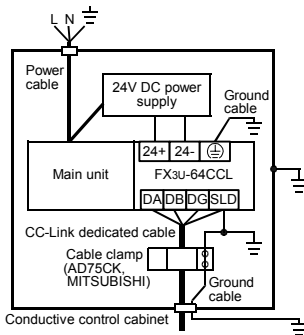 L N
Power
cable
24V DC power
supply
Ground
cable
24+ 24-
Main unit
FX3U-64CCL
DA DB DG SLD
CC-Link dedicated cable
Cable clamp
(AD75CK,
MITSUBISHI)
Ground
cable
Conductive control cabinet